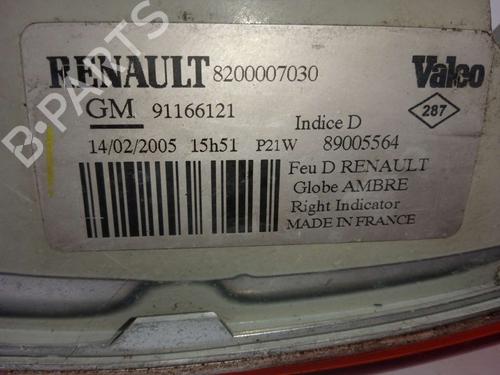 RENAULT 8200007030 Valeo
GM 91166121 Indice D 287
14/02/2005 15h51 P21W 89005564
Feu D RENAULT
Globe AMBRE
Right Indicator
MADE IN FRANCE
B-PARTS